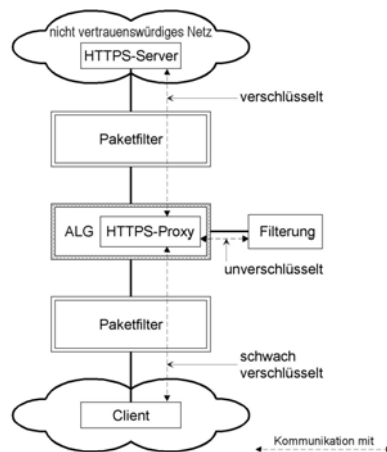 nicht vertrauenswürdiges Netz
HTTPS-Server
verschlüsselt
Paketfilter
ALG HTTPS-Proxy Filterung
unverschlüsselt
Paketfilter
schwach
verschlüsselt
Client
Kommunikation mit